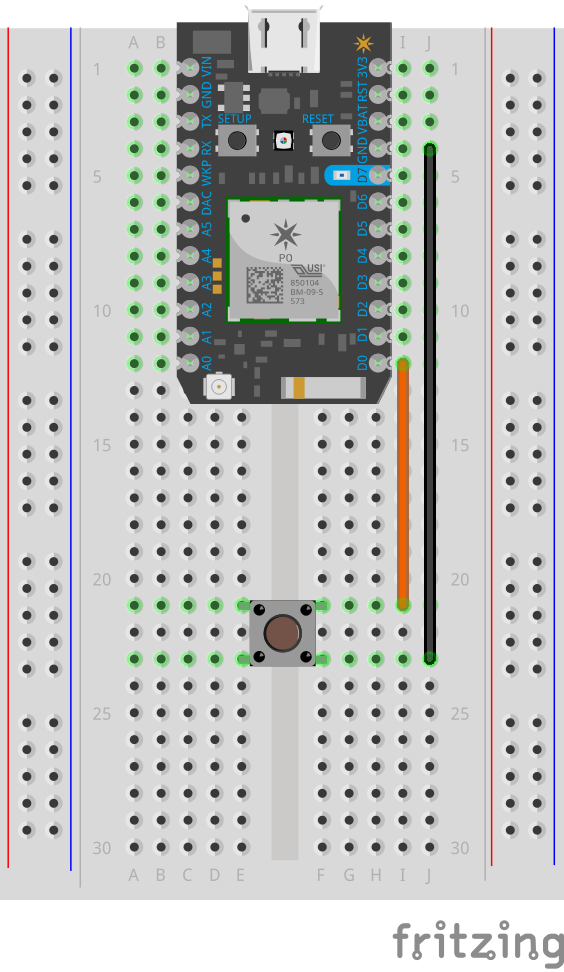 A B I J
1 1
VIN 3V3
GND RST
TX VBAT
SETUP RESET
RX GND
5 WKP D7 5
DAC D6
A5 D5
A4 D4
P0
USI
A3 D3
850104
BM-09-S
573
10 A2 D2 10
A1 D1
A0 D0
15 15
20 20
25 25
30 30
A B C D E F G H I J
fritzing